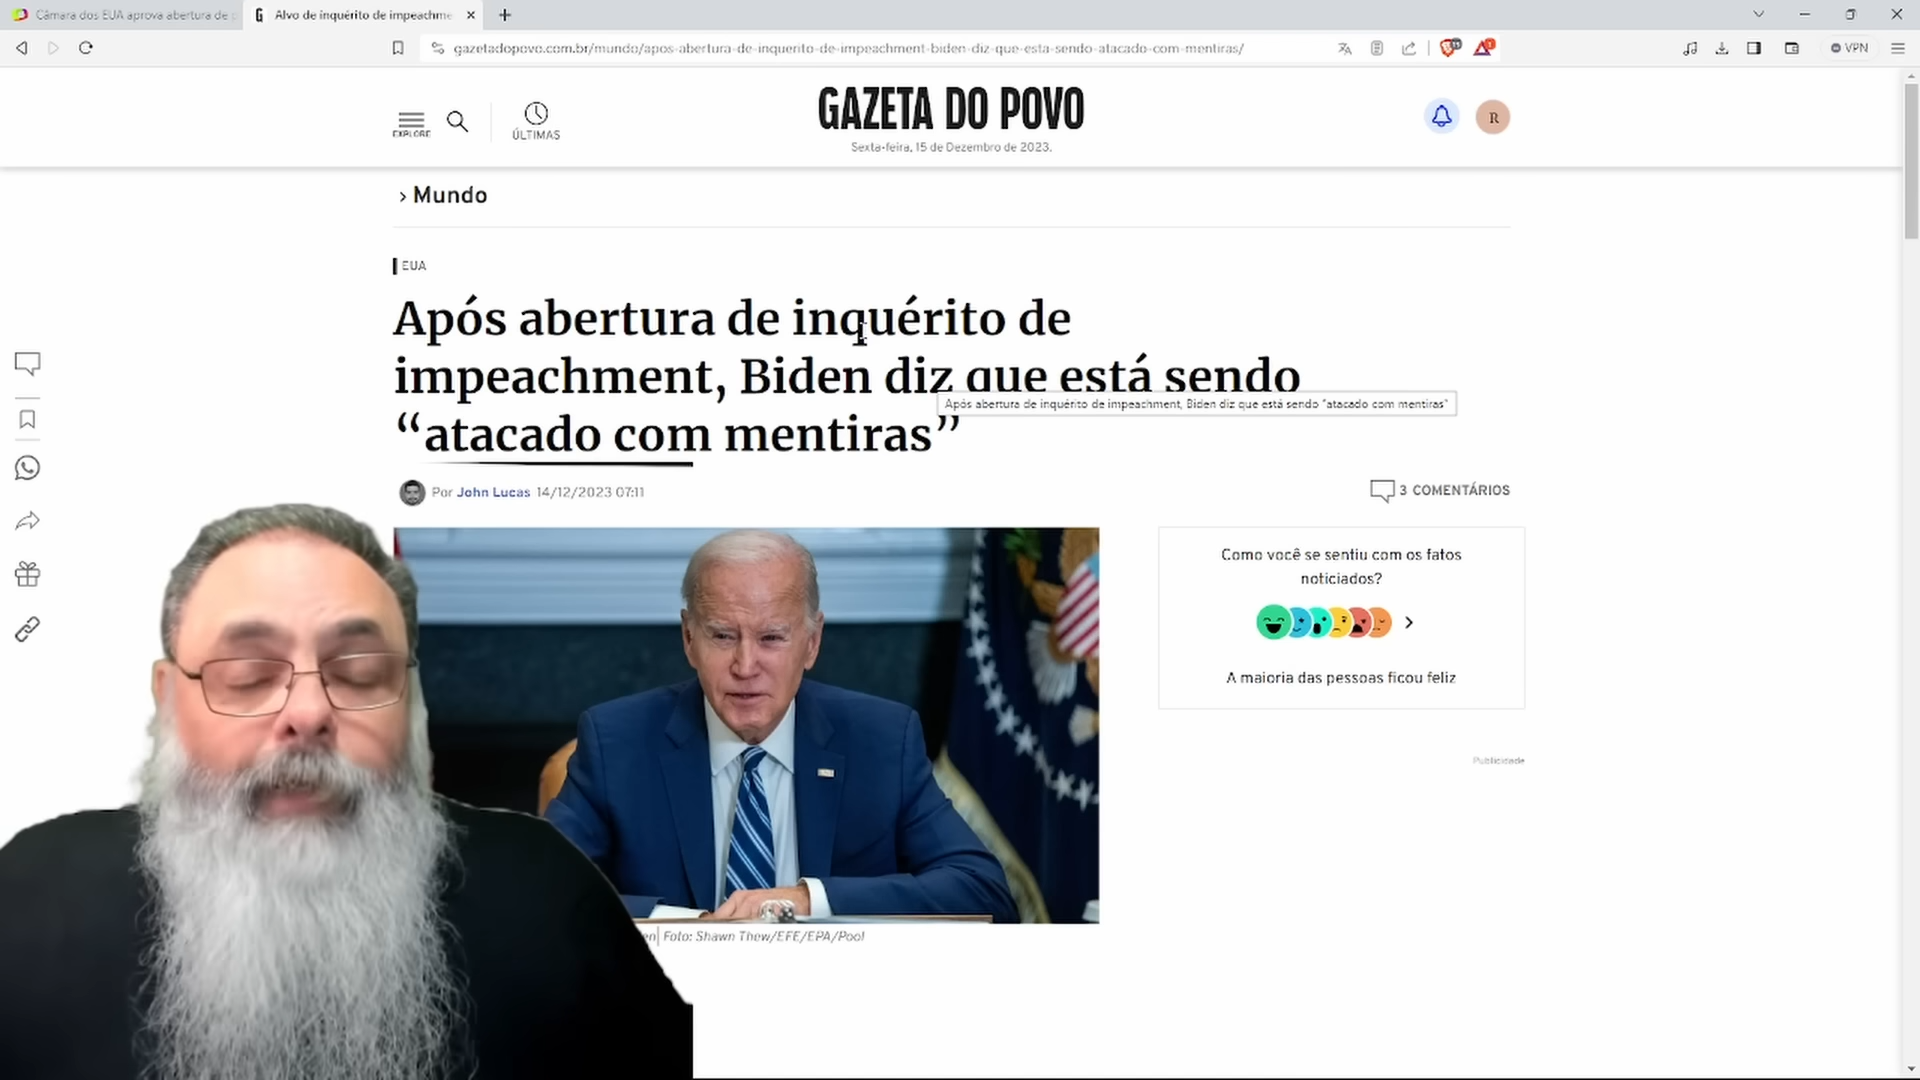 Câmara dos EUA aprova abertura de
Alvo de inquérito de impeachme
gazetadopovo.com.br/mundo/apos-abertura-de-inquerito-de-impeachment-biden-diz-que-esta-sendo-atacado-com-mentiras/
VPN
EXPLORE
ÚLTIMAS
GAZETA DO POVO
Sexta-feira, 15 de Dezembro de 2023.
R
› Mundo
EUA
Após abertura de inquérito de
impeachment, Biden diz que está sendo
“atacado com mentiras”
Após abertura de inquérito de impeachment, Biden diz que está sendo "atacado com mentiras"
Por John Lucas 14/12/2023 07:11
3 COMENTÁRIOS
Como você se sentiu com os fatos
noticiados?
A maioria das pessoas ficou feliz
Publicidade
en| Foto: Shawn Thew/EFE/EPA/Pool